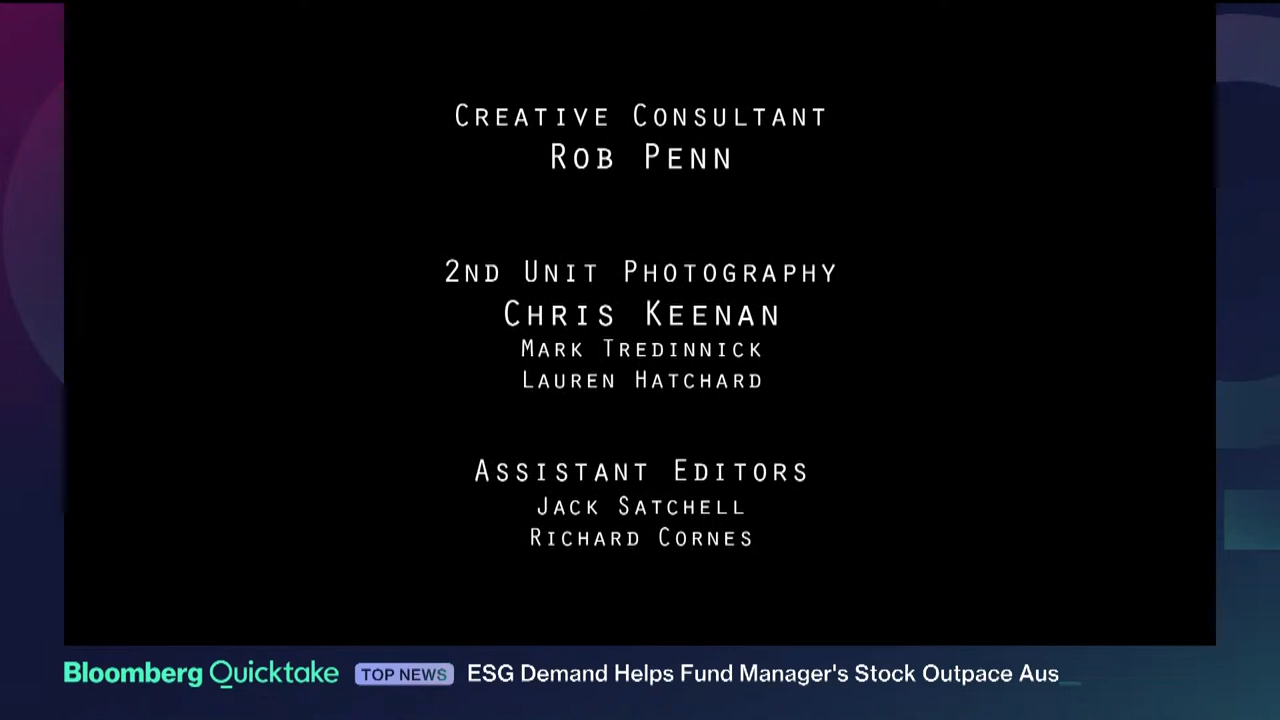 CREATIVE CONSULTANT
ROB PENN
2ND UNIT PHOTOGRAPHY
CHRIS KEENAN
MARK TREDINNICK
LAUREN HATCHARD
ASSISTANT EDITORS
JACK SATCHELL
RICHARD CORNES
Bloomberg Quicktake TOP NEWS ESG Demand Helps Fund Manager's Stock Outpace Aus_